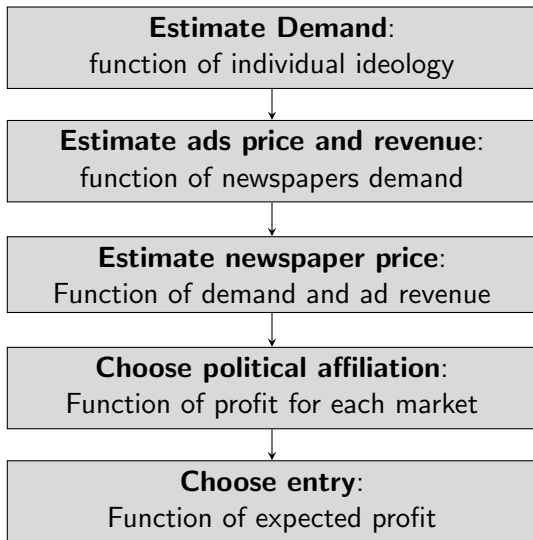 Estimate Demand:
function of individual ideology
Estimate ads price and revenue:
function of newspapers demand
Estimate newspaper price:
Function of demand and ad revenue
Choose political affiliation:
Function of profit for each market
Choose entry:
Function of expected profit